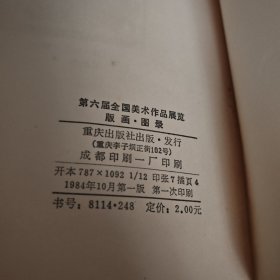 第六届全国美术作品展览
版画·图录
重庆出版社出版·发行
(重庆李子坝正街102号)
成都印刷一厂印刷
开本787×1092 1/12 印张7 插页4
1984年10月第一版 第一次印刷
书号：8114·248 定价：2.00元